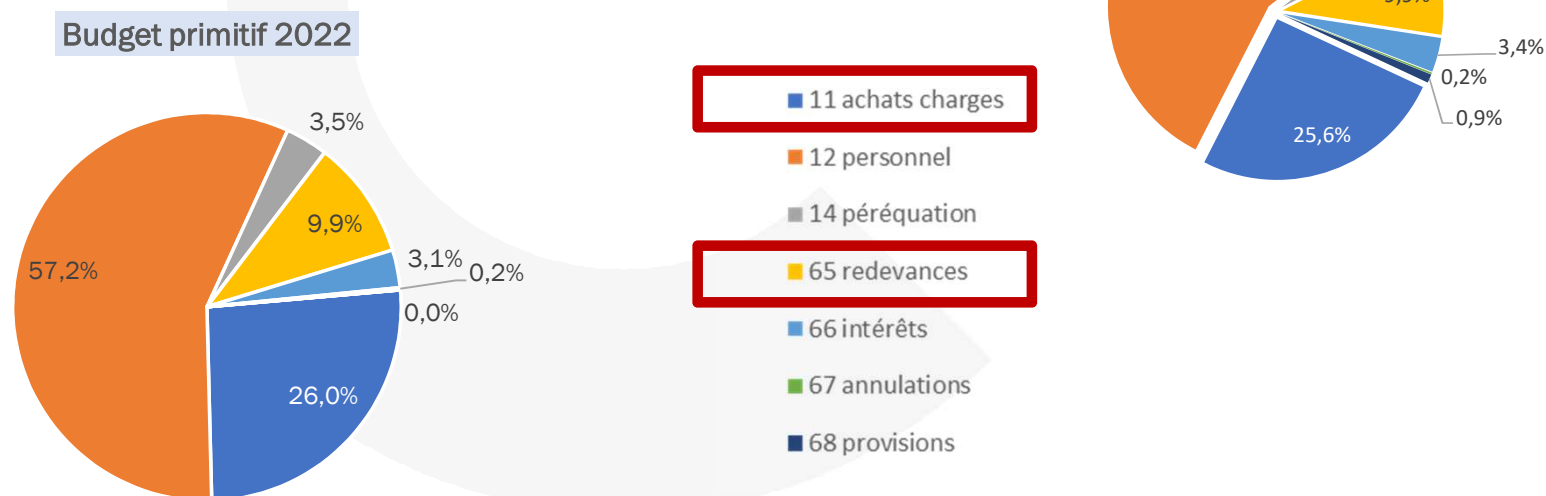 Budget primitif 2022
3,5%
9,9%
57,2%
3,1%
0,2%
0,0%
26,0%
11 achats charges
12 personnel
14 péréquation
65 redevances
66 intérêts
67 annulations
68 provisions
3,4%
0,2%
0,9%
25,6%